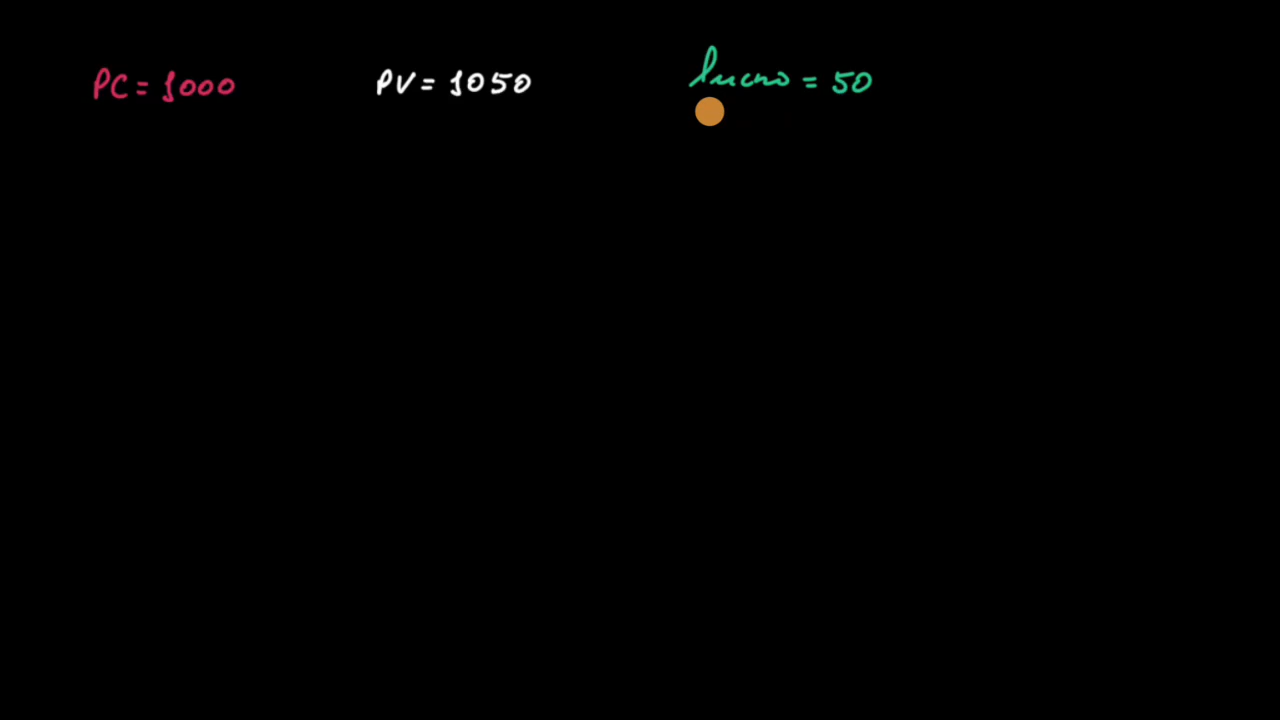 PC = 1000
PV = 1050
lucro = 50